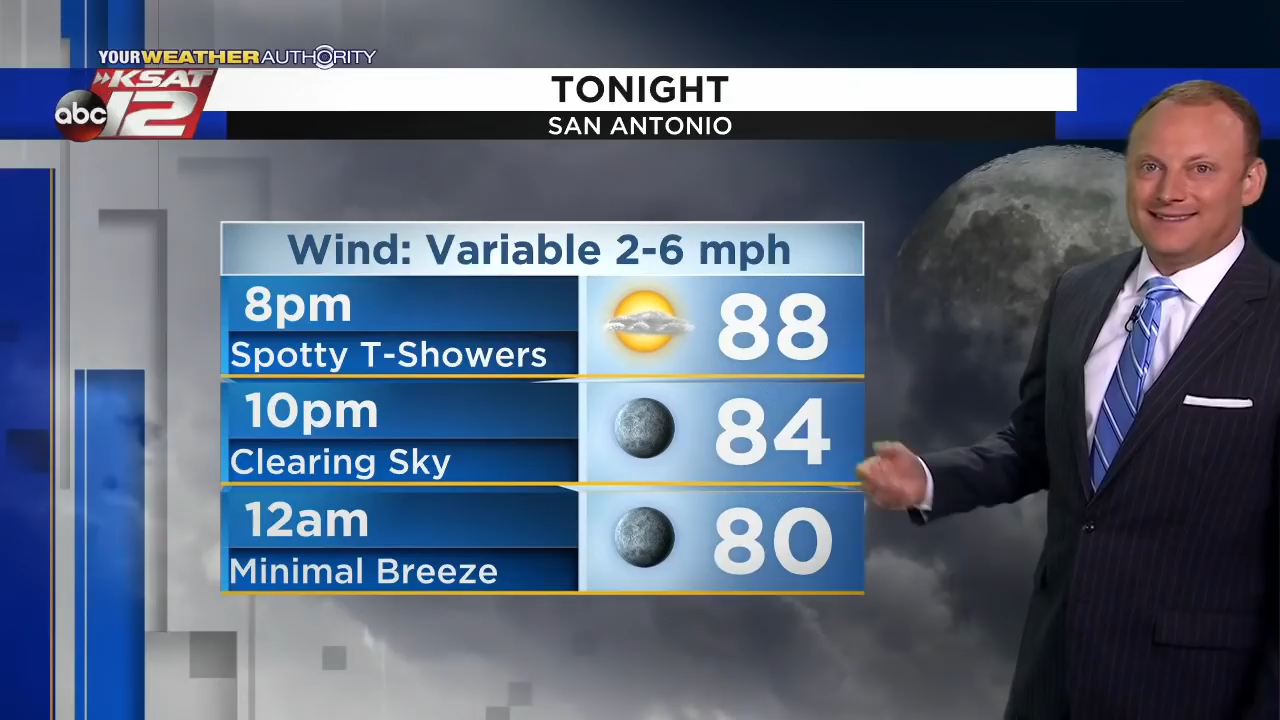 YOURWEATHERAUTHORITY
KSAT
abc 12
TONIGHT
SAN ANTONIO
Wind: Variable 2-6 mph
8pm
88
Spotty T-Showers
10pm
84
Clearing Sky
12am
80
Minimal Breeze